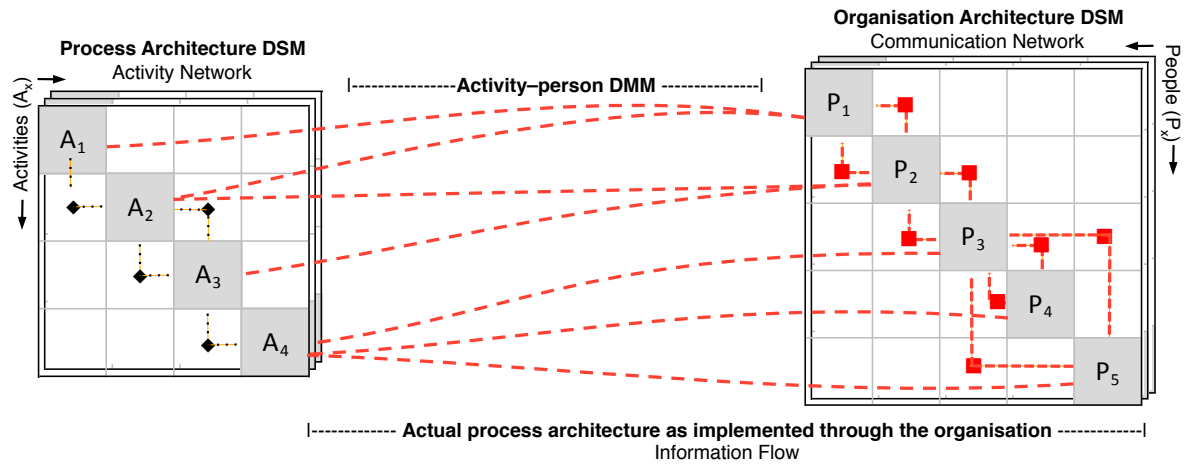 Process Architecture DSM
Activity Network
Activities (Aₓ)
A₁
A₂
A₃
A₄
Activity–person DMM
Organisation Architecture DSM
Communication Network
People (Pₓ)
P₁
P₂
P₃
P₄
P₅
Actual process architecture as implemented through the organisation
Information Flow